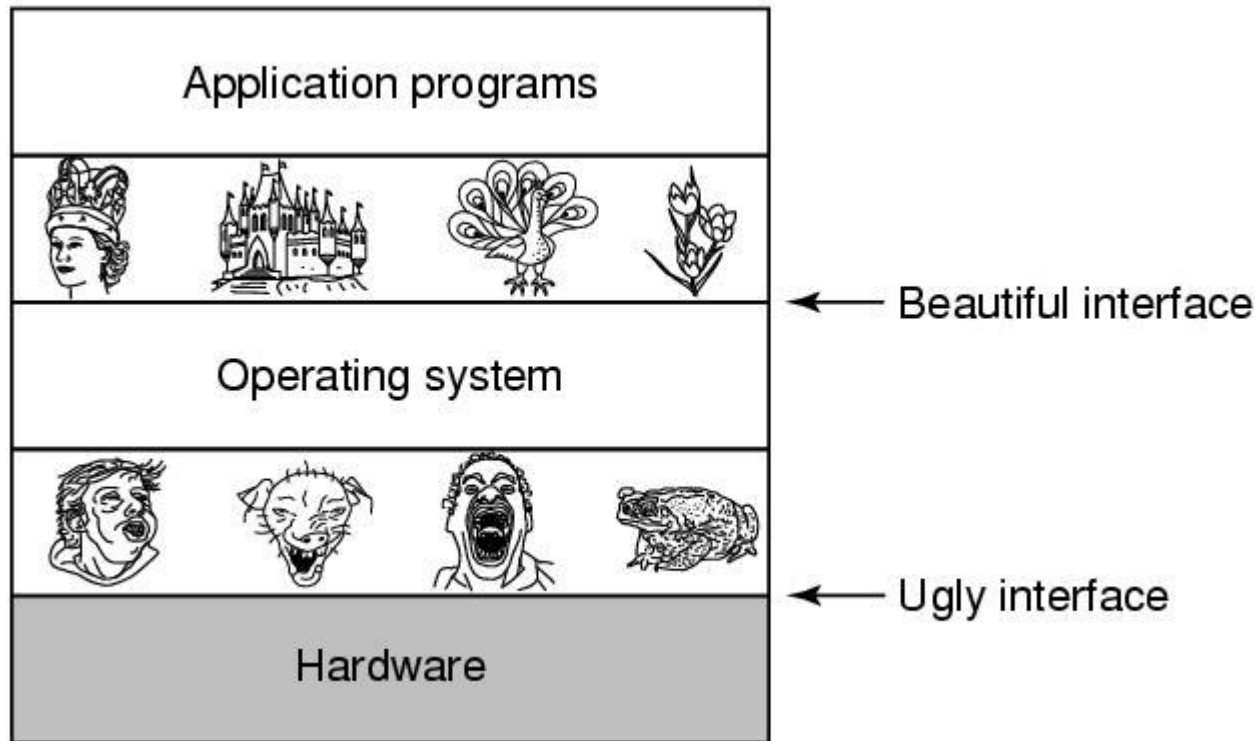 Application programs
Beautiful interface
Operating system
Ugly interface
Hardware